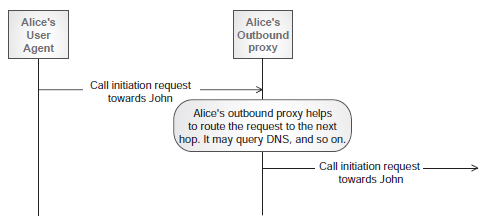 Alice's
User
Agent
Alice's
Outbound
proxy
Call initiation request
towards John
Alice's outbound proxy helps
to route the request to the next
hop. It may query DNS, and so on.
Call initiation request
towards John